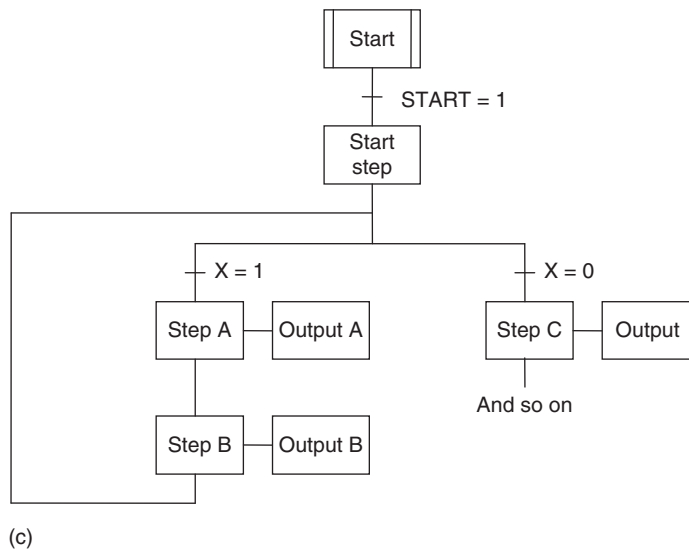 Start
START = 1
Start
step
X = 1
X = 0
Step A
Output A
Step C
Output
And so on
Step B
Output B
(c)